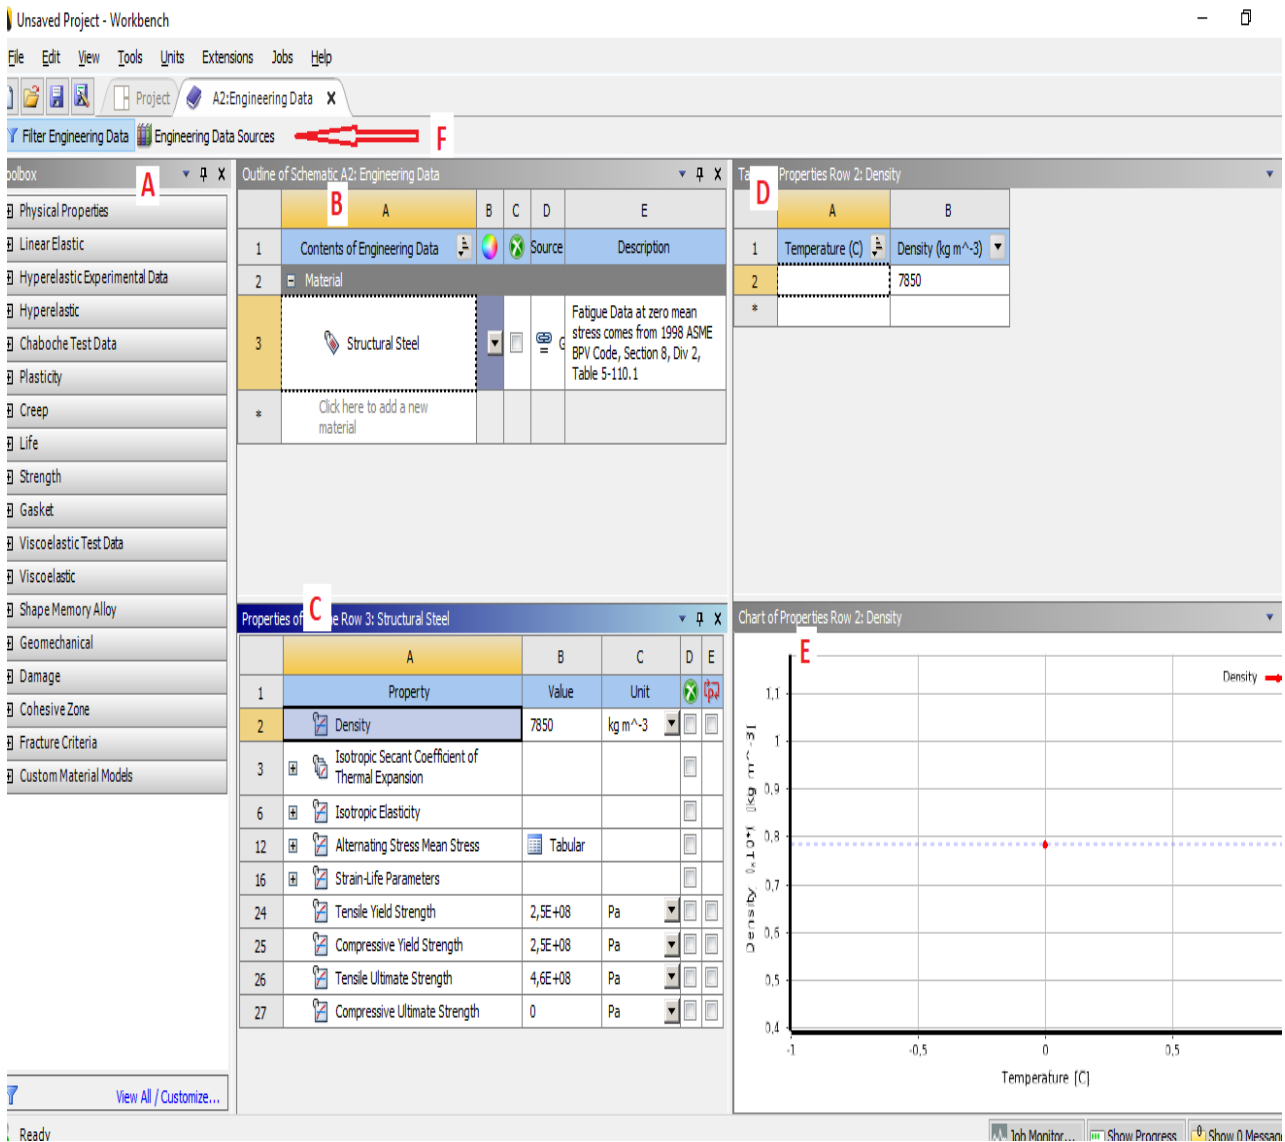 Unsaved Project - Workbench
File Edit View Tools Units Extensions Jobs Help
Project A2:Engineering Data
Filter Engineering Data Engineering Data Sources F
oolbox A
Physical Properties
Linear Elastic
Hyperelastic Experimental Data
Hyperelastic
Chaboche Test Data
Plasticity
Creep
Life
Strength
Gasket
Viscoelastic Test Data
Viscoelastic
Shape Memory Alloy
Geomechanical
Damage
Cohesive Zone
Fracture Criteria
Custom Material Models
View All / Customize...
Outline of Schematic A2: Engineering Data
B
A B C D E
1 Contents of Engineering Data Source Description
2 Material
3 Structural Steel G Fatigue Data at zero mean
stress comes from 1998 ASME
BPV Code, Section 8, Div 2,
Table 5-110.1
* Click here to add a new
material
Properties of C e Row 3: Structural Steel
A B C D E
1 Property Value Unit
2 Density 7850 kg m^-3
3 Isotropic Secant Coefficient of
Thermal Expansion
6 Isotropic Elasticity
12 Alternating Stress Mean Stress Tabular
16 Strain-Life Parameters
24 Tensile Yield Strength 2,5E+08 Pa
25 Compressive Yield Strength 2,5E+08 Pa
26 Tensile Ultimate Strength 4,6E+08 Pa
27 Compressive Ultimate Strength 0 Pa
Ta D Properties Row 2: Density
A B
1 Temperature (C) Density (kg m^-3)
2 7850
*
Chart of Properties Row 2: Density
E
Density
1,1
1
0,9
0,8
0,7
0,6
0,5
0,4
-1 -0,5 0 0,5
Temperature [C]
Ready
Job Monitor... Show Progress Show 0 Message